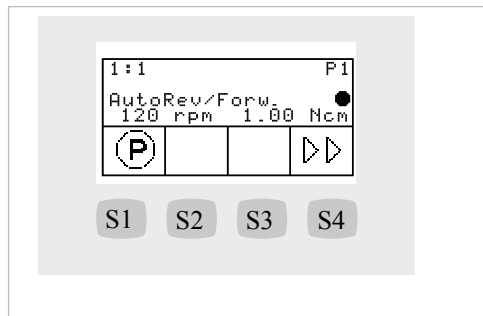 1:1 P1
AutoRev/Forw.
120 rpm 1.00 Ncm
P
S1 S2 S3 S4